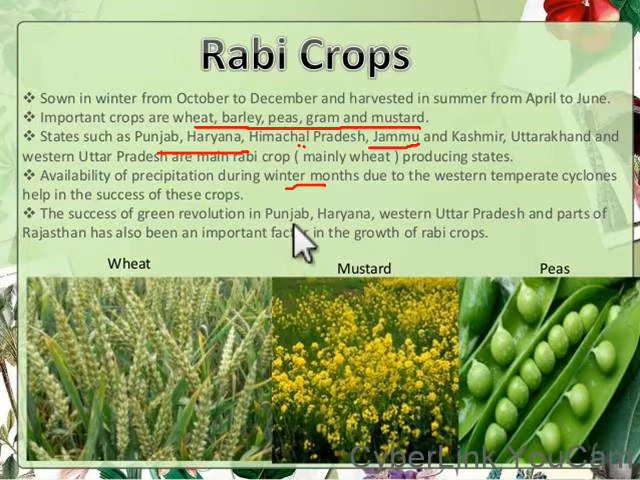 Rabi Crops
❖ Sown in winter from October to December and harvested in summer from April to June.
❖ Important crops are wheat, barley, peas, gram and mustard.
❖ States such as Punjab, Haryana, Himachal Pradesh, Jammu and Kashmir, Uttarakhand and
western Uttar Pradesh are main rabi crop ( mainly wheat ) producing states.
❖ Availability of precipitation during winter months due to the western temperate cyclones
help in the success of these crops.
❖ The success of green revolution in Punjab, Haryana, western Uttar Pradesh and parts of
Rajasthan has also been an important factor in the growth of rabi crops.
Wheat
Mustard
Peas
CyberLink YouCam